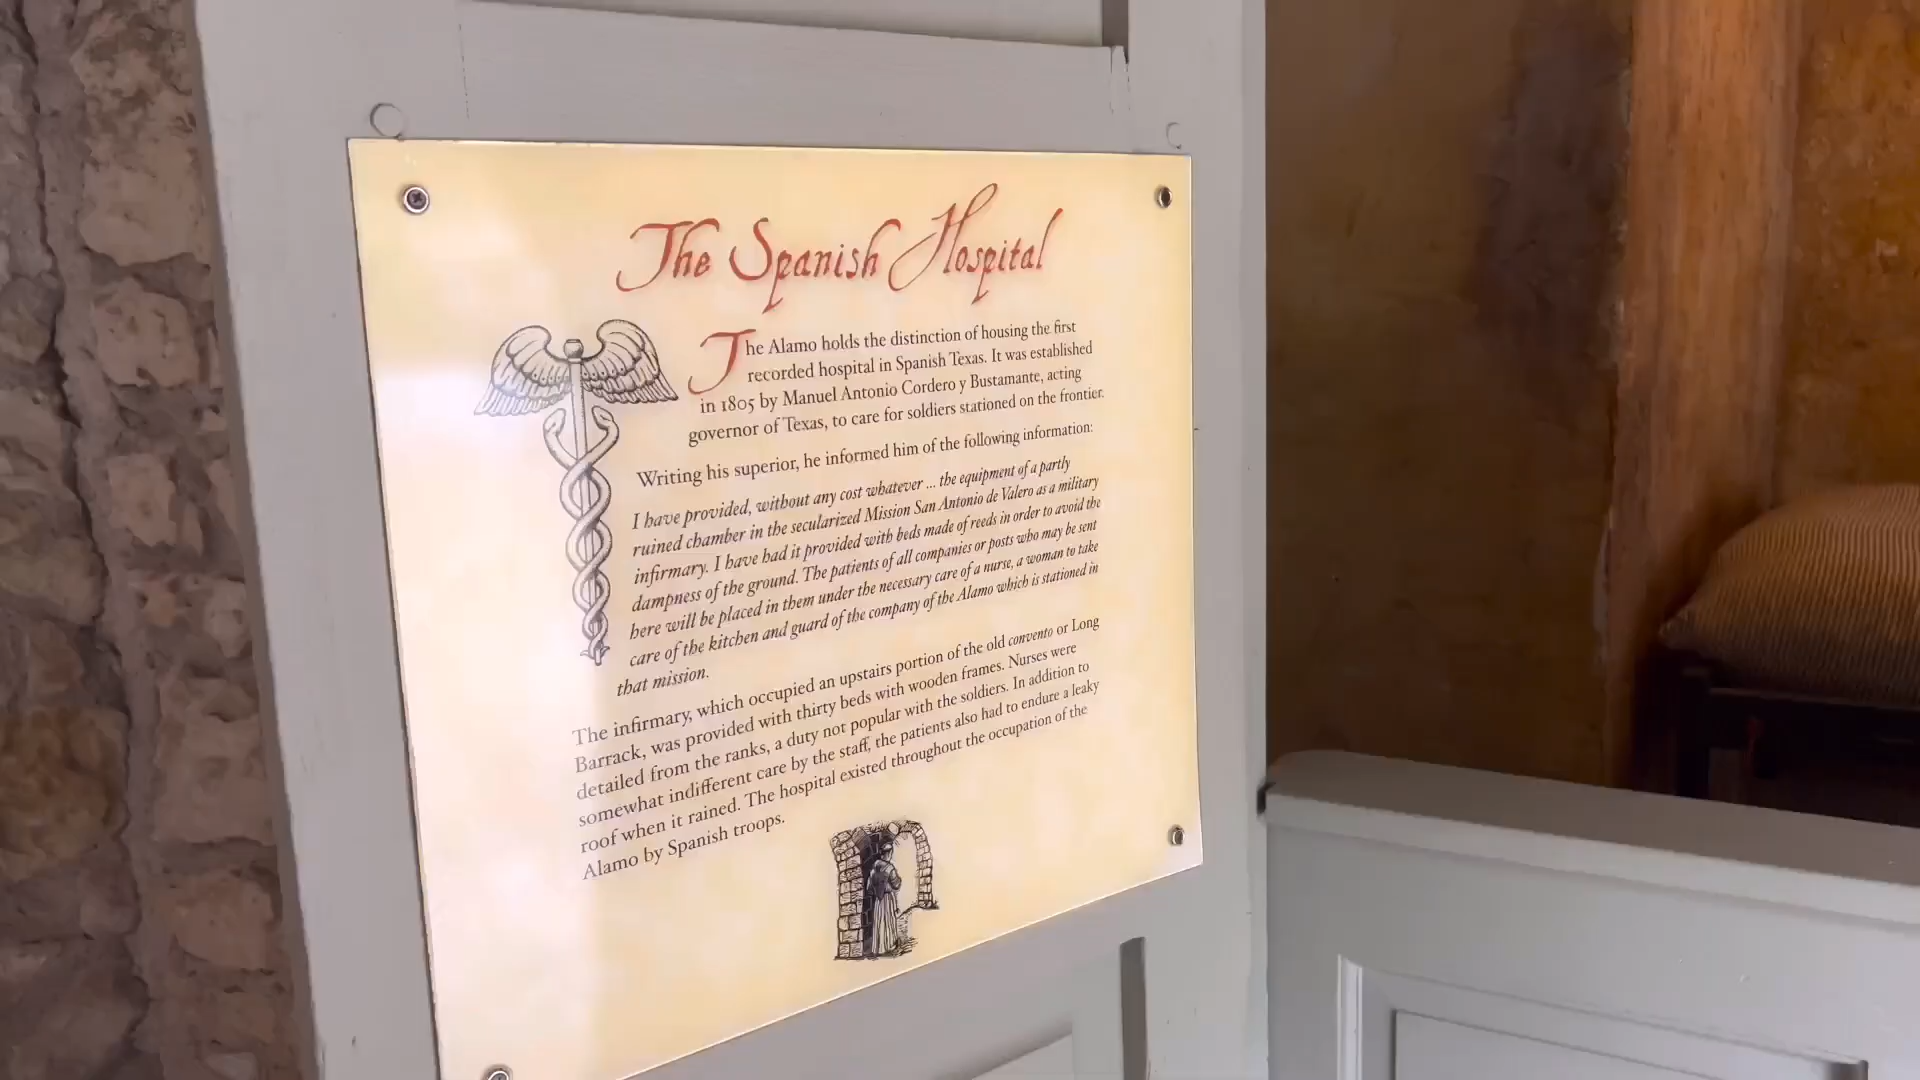 The Spanish Hospital
The Alamo holds the distinction of housing the first
recorded hospital in Spanish Texas. It was established
in 1805 by Manuel Antonio Cordero y Bustamante, acting
governor of Texas, to care for soldiers stationed on the frontier.
Writing his superior, he informed him of the following information:
I have provided, without any cost whatever ... the equipment of a partly
ruined chamber in the secularized Mission San Antonio de Valero as a military
infirmary. I have had it provided with beds made of reeds in order to avoid the
dampness of the ground. The patients of all companies or posts who may be sent
here will be placed in them under the necessary care of a nurse, a woman to take
care of the kitchen and guard of the company of the Alamo which is stationed in
that mission.
The infirmary, which occupied an upstairs portion of the old convento or Long
Barrack, was provided with thirty beds with wooden frames. Nurses were
detailed from the ranks, a duty not popular with the soldiers. In addition to
somewhat indifferent care by the staff, the patients also had to endure a leaky
roof when it rained. The hospital existed throughout the occupation of the
Alamo by Spanish troops.